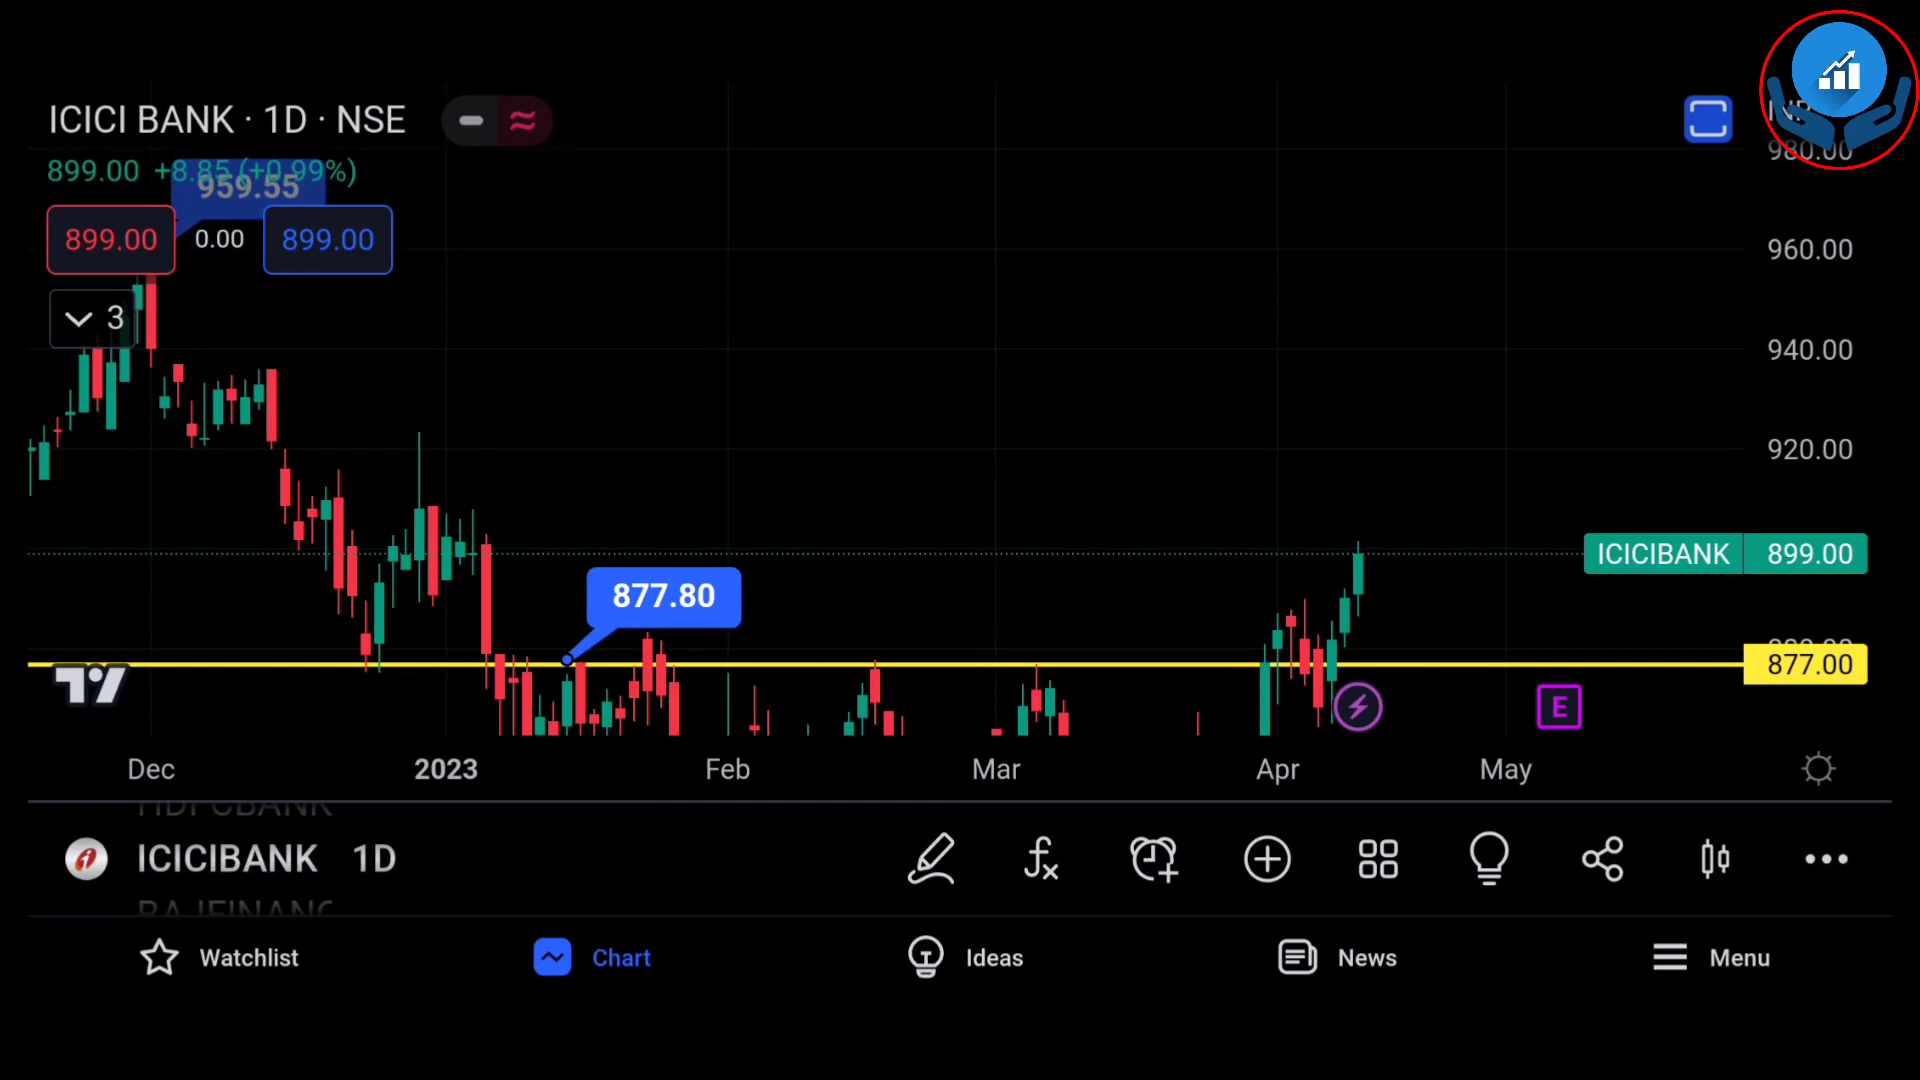 ICICI BANK · 1D · NSE
899.00 +8.85 (+0.99%)
959.55
899.00 0.00 899.00
3
980.00
960.00
940.00
920.00
ICICIBANK 899.00
877.80
877.00
E
Dec 2023 Feb Mar Apr May
HDFCBANK
ICICIBANK 1D
Watchlist Chart Ideas News Menu